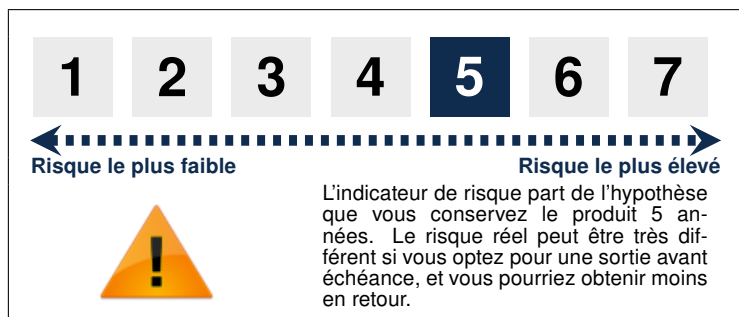 1 2 3 4 5 6 7
Risque le plus faible Risque le plus élevé
L'indicateur de risque part de l'hypothèse
que vous conservez le produit 5 an-
nées. Le risque réel peut être très dif-
férent si vous optez pour une sortie avant
échéance, et vous pourriez obtenir moins
en retour.